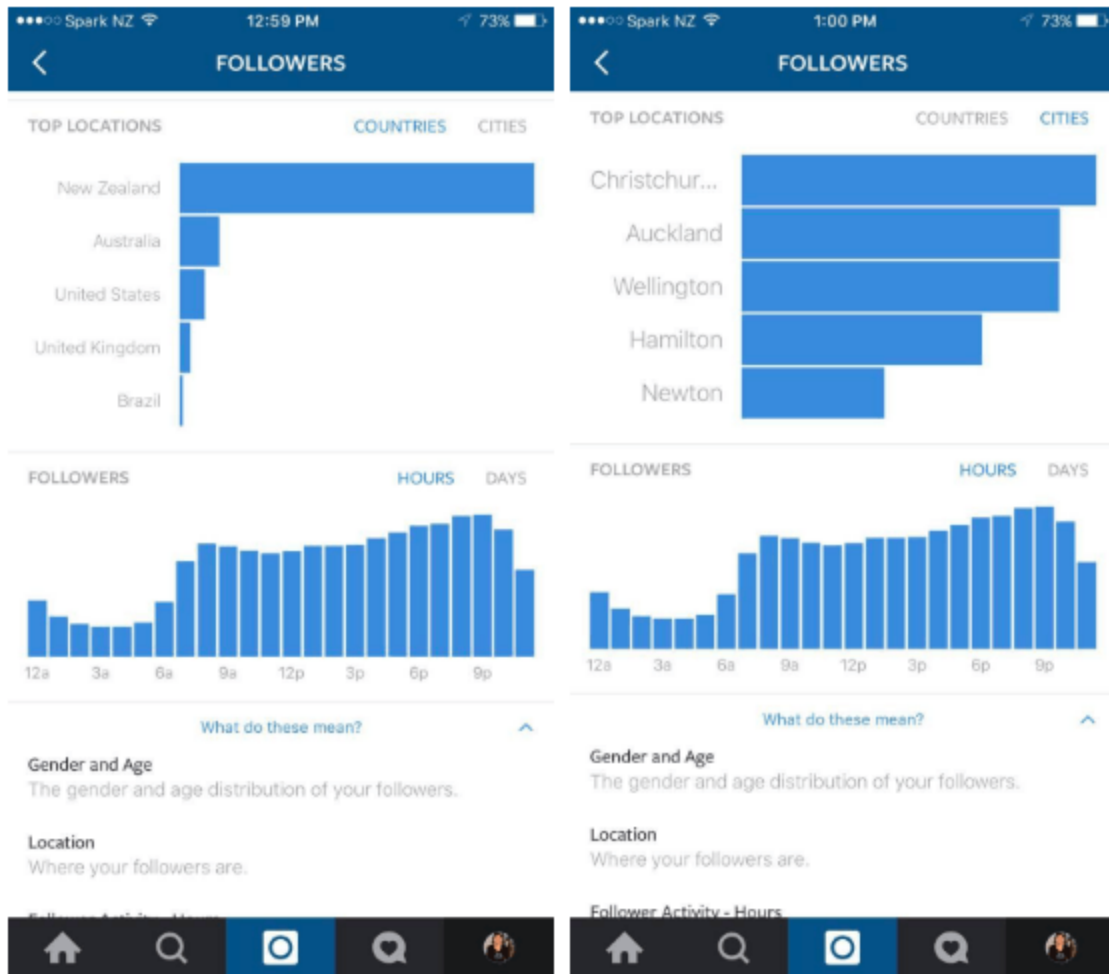 Spark NZ 12:59 PM 73%
FOLLOWERS
TOP LOCATIONS COUNTRIES CITIES
New Zealand
Australia
United States
United Kingdom
Brazil
FOLLOWERS HOURS DAYS
12a 3a 6a 9a 12p 3p 6p 9p
What do these mean?
Gender and Age
The gender and age distribution of your followers.
Location
Where your followers are.
Follower Activity - Hours
Spark NZ 1:00 PM 73%
FOLLOWERS
TOP LOCATIONS COUNTRIES CITIES
Christchur...
Auckland
Wellington
Hamilton
Newton
FOLLOWERS HOURS DAYS
12a 3a 6a 9a 12p 3p 6p 9p
What do these mean?
Gender and Age
The gender and age distribution of your followers.
Location
Where your followers are.
Follower Activity - Hours